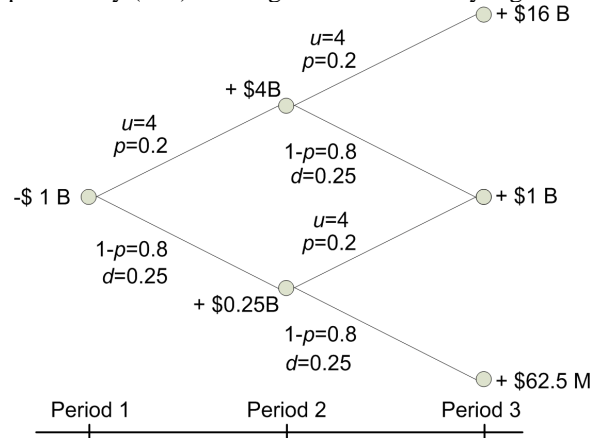 + $16 B
u=4
p=0.2
+ $4B
u=4
p=0.2
1-p=0.8
d=0.25
-$ 1 B
+ $1 B
u=4
p=0.2
1-p=0.8
d=0.25
+ $0.25B
1-p=0.8
d=0.25
+ $62.5 M
Period 1
Period 2
Period 3